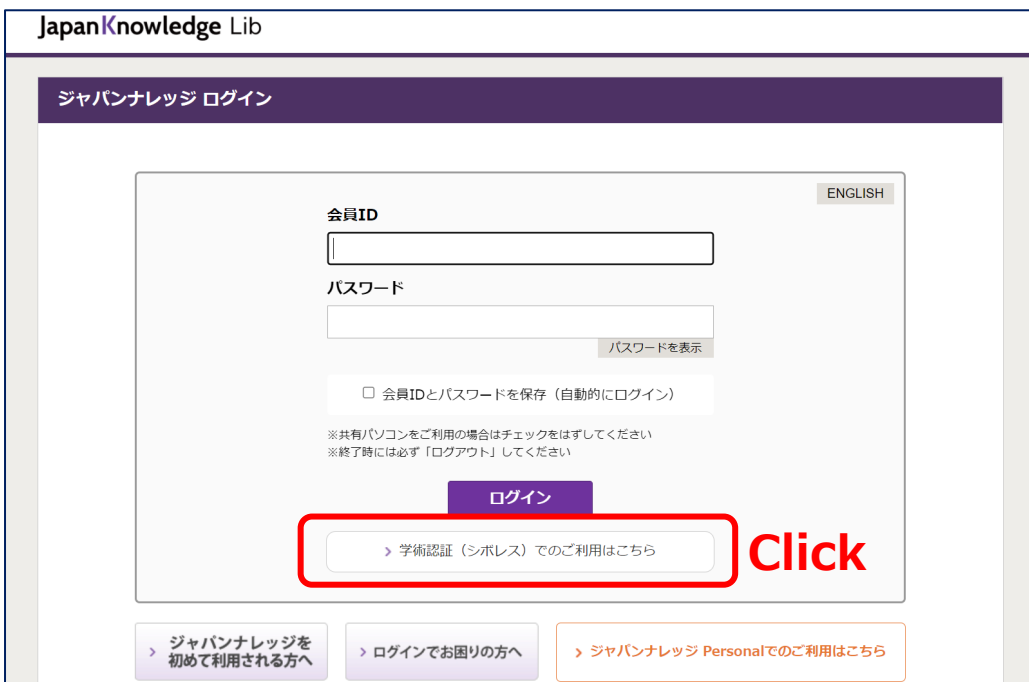 JapanKnowledge Lib
ジャパンナレッジ ログイン
ENGLISH
会員ID
パスワード
パスワードを表示
会員IDとパスワードを保存（自動的にログイン）
※共有パソコンをご利用の場合はチェックをはずしてください
※終了時には必ず「ログアウト」してください
ログイン
> 学術認証（シボレス）でのご利用はこちら
Click
> ジャパンナレッジを
初めて利用される方へ
> ログインでお困りの方へ
> ジャパンナレッジ Personalでのご利用はこちら